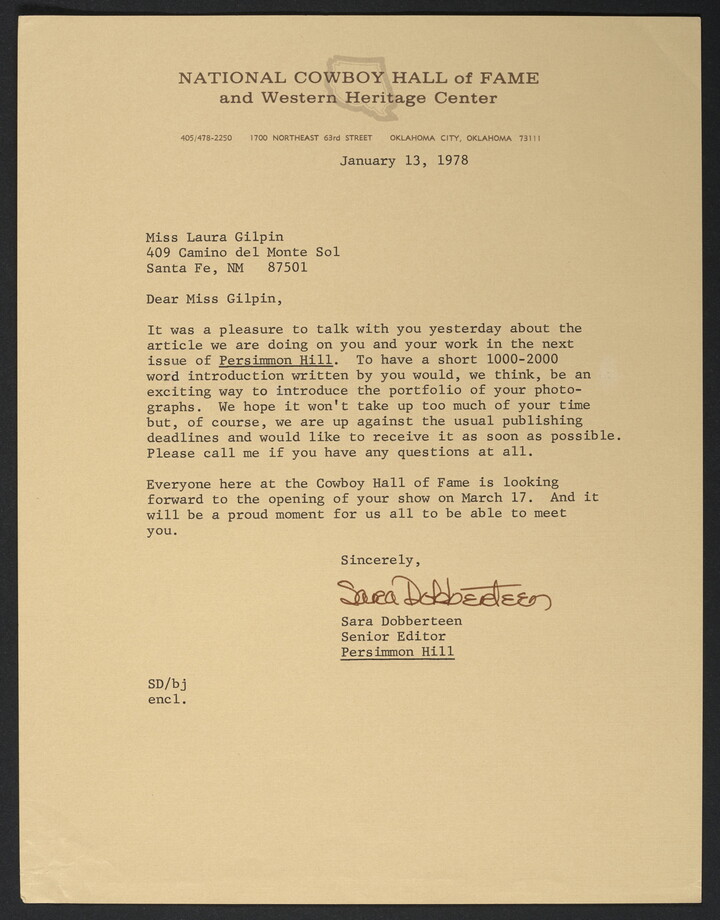 NATIONAL COWBOY HALL of FAME
and Western Heritage Center
405/478-2250 1700 NORTHEAST 63rd STREET OKLAHOMA CITY, OKLAHOMA 73111
January 13, 1978
Miss Laura Gilpin
409 Camino del Monte Sol
Santa Fe, NM 87501
Dear Miss Gilpin,
It was a pleasure to talk with you yesterday about the
article we are doing on you and your work in the next
issue of Persimmon Hill. To have a short 1000-2000
word introduction written by you would, we think, be an
exciting way to introduce the portfolio of your photo-
graphs. We hope it won't take up too much of your time
but, of course, we are up against the usual publishing
deadlines and would like to receive it as soon as possible.
Please call me if you have any questions at all.
Everyone here at the Cowboy Hall of Fame is looking
forward to the opening of your show on March 17. And it
will be a proud moment for us all to be able to meet
you.
Sincerely,
Sara Dobberteen
Sara Dobberteen
Senior Editor
Persimmon Hill
SD/bj
encl.